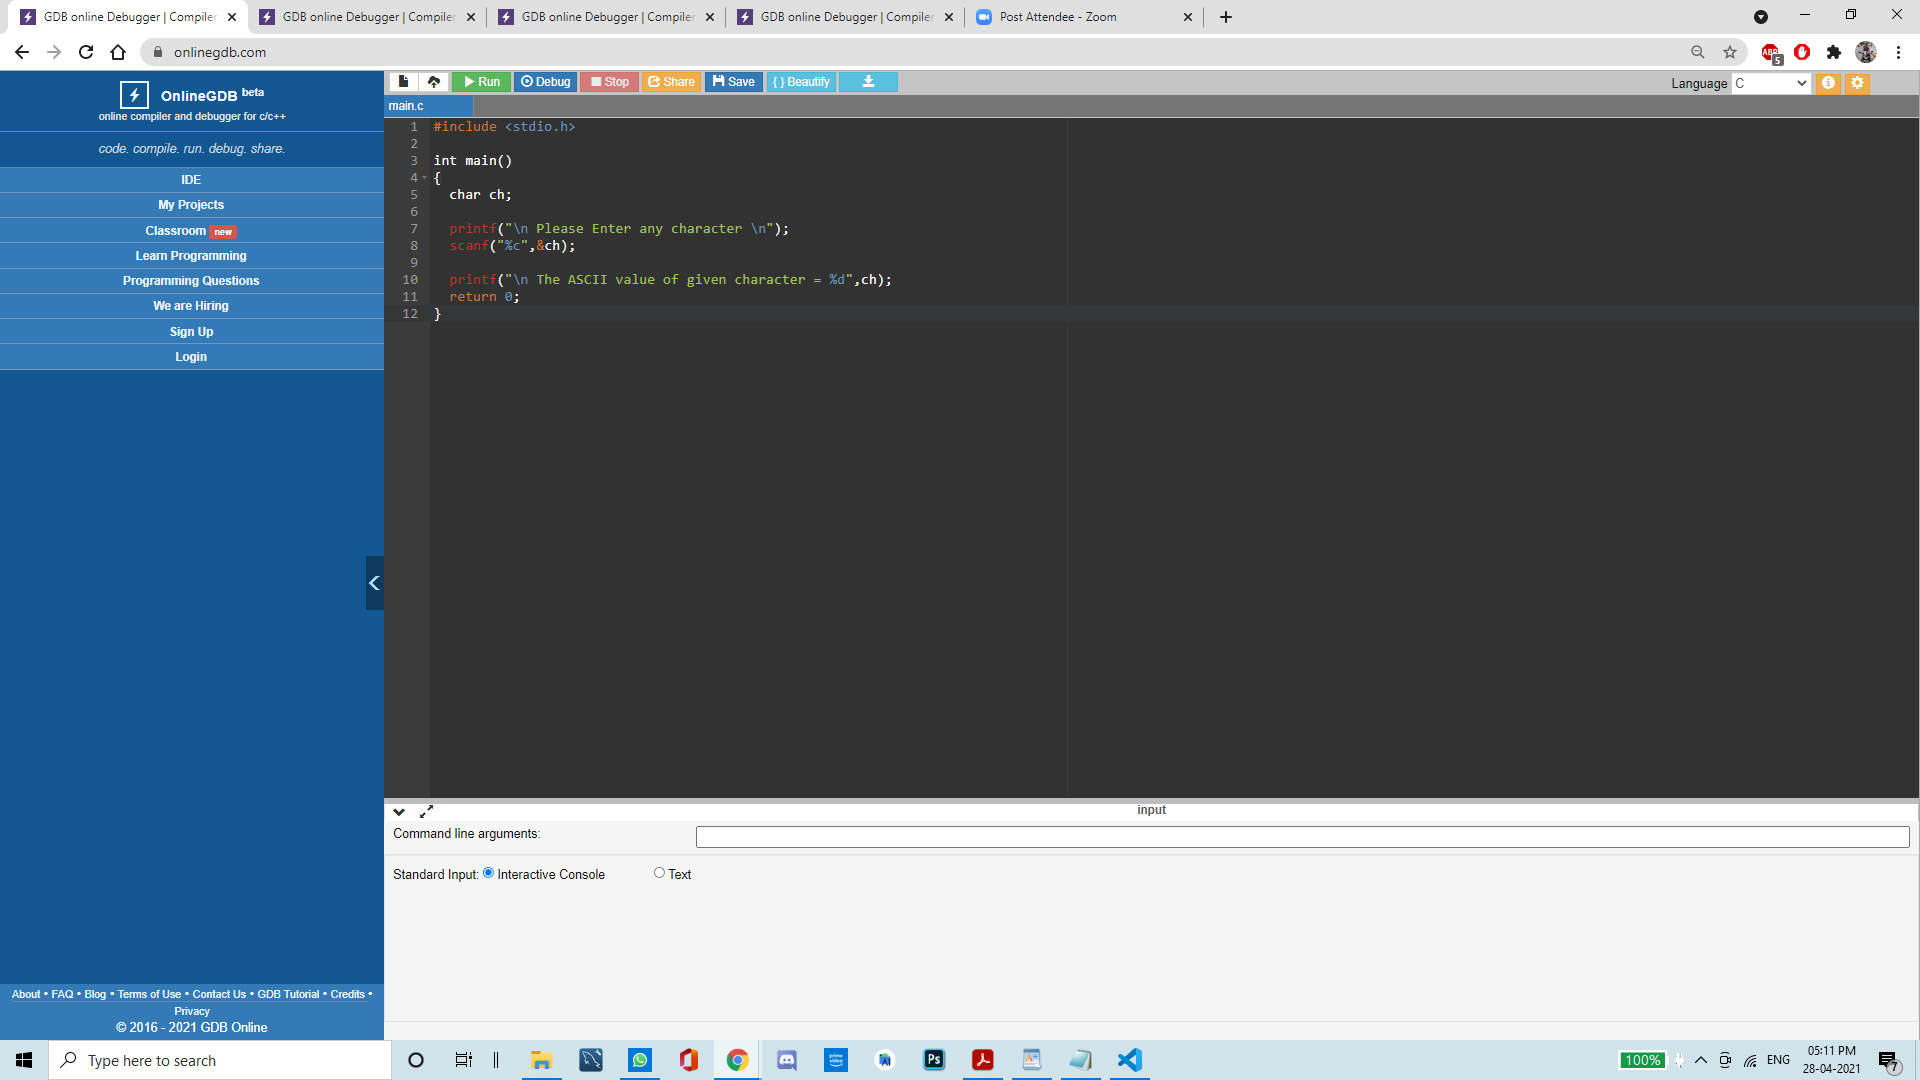 GDB online Debugger | Compiler
GDB online Debugger | Compiler
GDB online Debugger | Compiler
GDB online Debugger | Compiler
Post Attendee - Zoom
onlinegdb.com
ABP
5
OnlineGDB beta
online compiler and debugger for c/c++
code. compile. run. debug. share.
IDE
My Projects
Classroom new
Learn Programming
Programming Questions
We are Hiring
Sign Up
Login
Run
Debug
Stop
Share
Save
{ } Beautify
Language C
main.c
1 #include <stdio.h>
2
3 int main()
4 {
5 char ch;
6
7 printf("\n Please Enter any character \n");
8 scanf("%c",&ch);
9
10 printf("\n The ASCII value of given character = %d",ch);
11 return 0;
12 }
input
Command line arguments:
Standard Input: Interactive Console Text
About • FAQ • Blog • Terms of Use • Contact Us • GDB Tutorial • Credits •
Privacy
© 2016 - 2021 GDB Online
Type here to search
prime video
Ps
100%
ENG
05:11 PM
28-04-2021
7